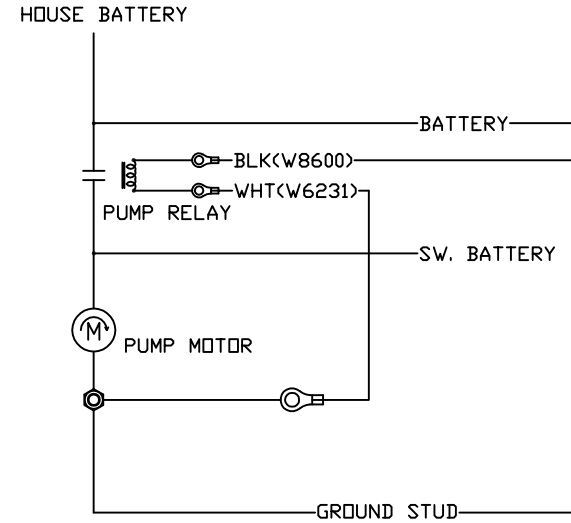 HOUSE BATTERY
BATTERY
BLK(W8600)
WHT(W6231)
PUMP RELAY
SW. BATTERY
M
PUMP MOTOR
GROUND STUD